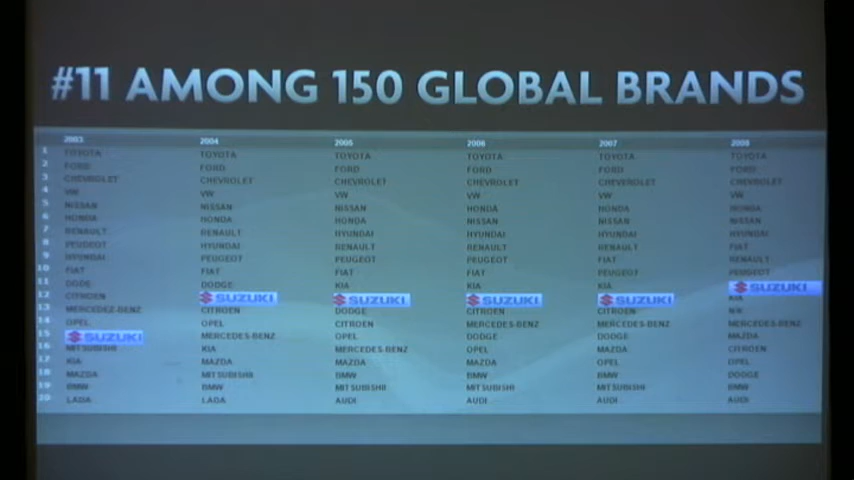 #11 AMONG 150 GLOBAL BRANDS
2003 2004 2005 2006 2007 2008
1 TOYOTA TOYOTA TOYOTA TOYOTA TOYOTA TOYOTA
2 FORD FORD FORD FORD FORD FORD
3 CHEVROLET CHEVROLET CHEVROLET CHEVROLET CHEVEROLET CHEVROLET
4 VW VW VW VW VW VW
5 NISSAN NISSAN NISSAN HONDA HONDA HONDA
6 HONDA HONDA HONDA NISSAN NISSAN NISSAN
7 RENAULT RENAULT HYUNDAI HYUNDAI HYUNDAI HYUNDAI
8 PEUGEOT HYUNDAI RENAULT RENAULT RENAULT FIAT
9 HYUNDAI PEUGEOT PEUGEOT PEUGEOT FIAT RENAULT
10 FIAT FIAT FIAT FIAT PEUGEOT PEUGEOT
11 DGDE DODGE KIA KIA KIA SUZUKI
12 CITROEN SUZUKI SUZUKI SUZUKI SUZUKI KIA
13 MERCEDEZ-BENZ CITROEN DODGE CITROEN CITROEN
14 OPEL OPEL CITROEN MERCEDES-BENZ MERCEDES-BENZ MERCEDES-BENZ
15 SUZUKI MERCEDES-BENZ OPEL DODGE DODGE MAZDA
16 MITSUBISHI KIA MERCEDES-BENZ OPEL MAZDA CITROEN
17 KIA MAZDA MAZDA MAZDA OPEL OPEL
18 MAZDA MITSUBISHI BMW BMW BMW DODGE
19 BMW BMW MITSUBISHI MITSUBISHI MITSUBISHI BMW
20 LADA LADA AUDI AUDI AUDI AUDI